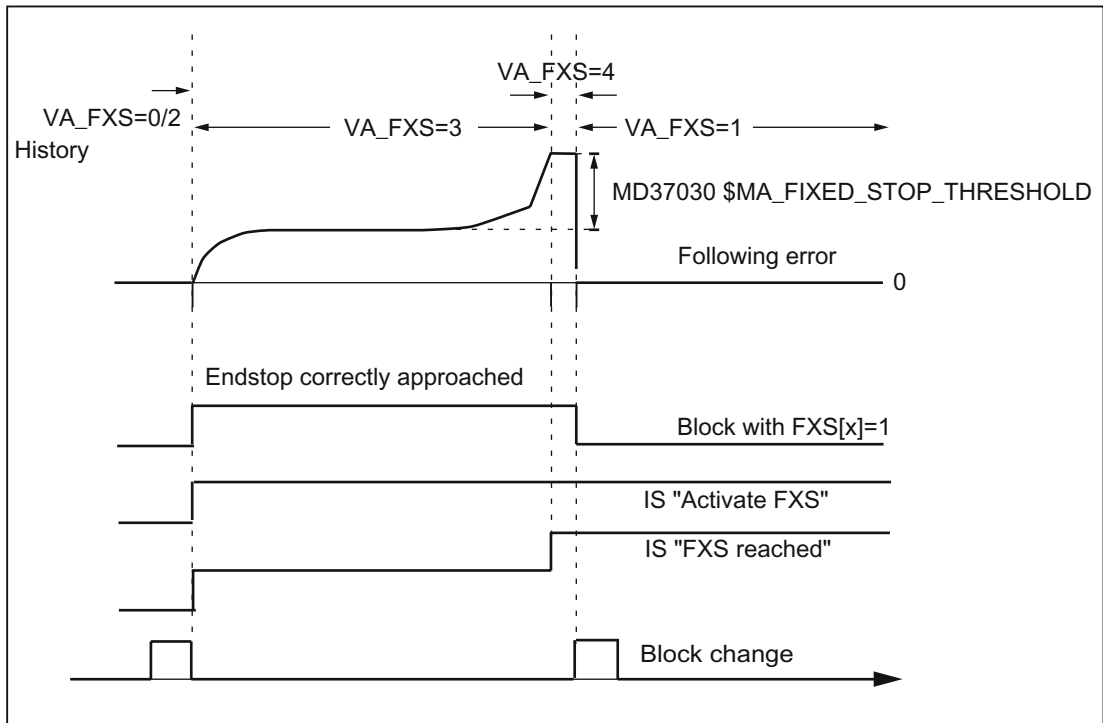 VA_FXS=4
VA_FXS=0/2
VA_FXS=3
VA_FXS=1
History
MD37030 $MA_FIXED_STOP_THRESHOLD
Following error
0
Endstop correctly approached
Block with FXS[x]=1
IS "Activate FXS"
IS "FXS reached"
Block change